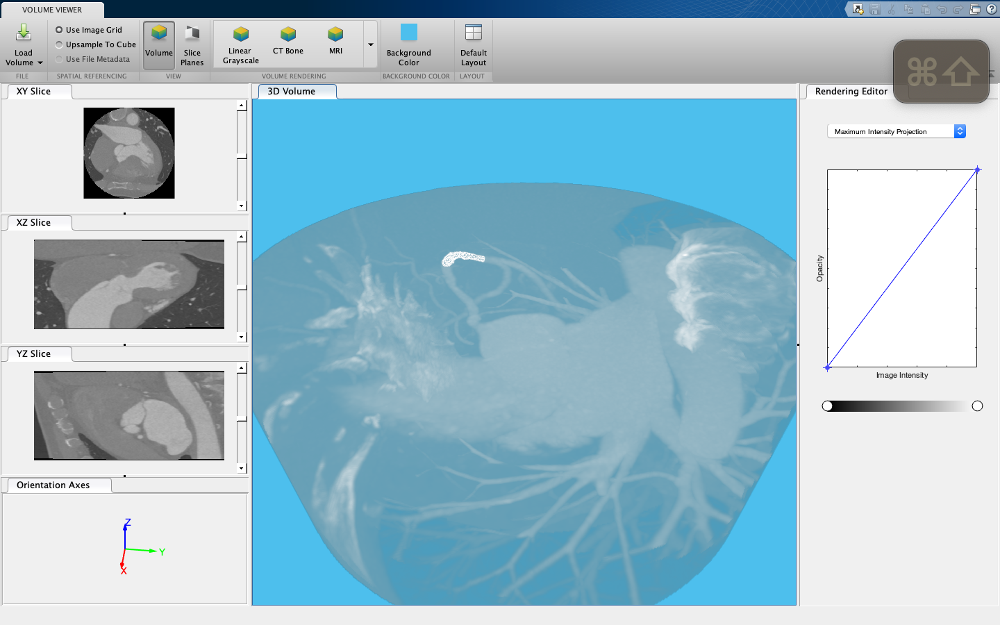 VOLUME VIEWER
Load
Volume
FILE
Use Image Grid
Upsample To Cube
Use File Metadata
SPATIAL REFERENCING
Volume
Slice
Planes
VIEW
Linear
Grayscale
CT Bone
MRI
VOLUME RENDERING
Background
Color
BACKGROUND COLOR
Default
Layout
LAYOUT
XY Slice
XZ Slice
YZ Slice
Orientation Axes
Z
Y
X
3D Volume
Rendering Editor
Maximum Intensity Projection
Opacity
Image Intensity